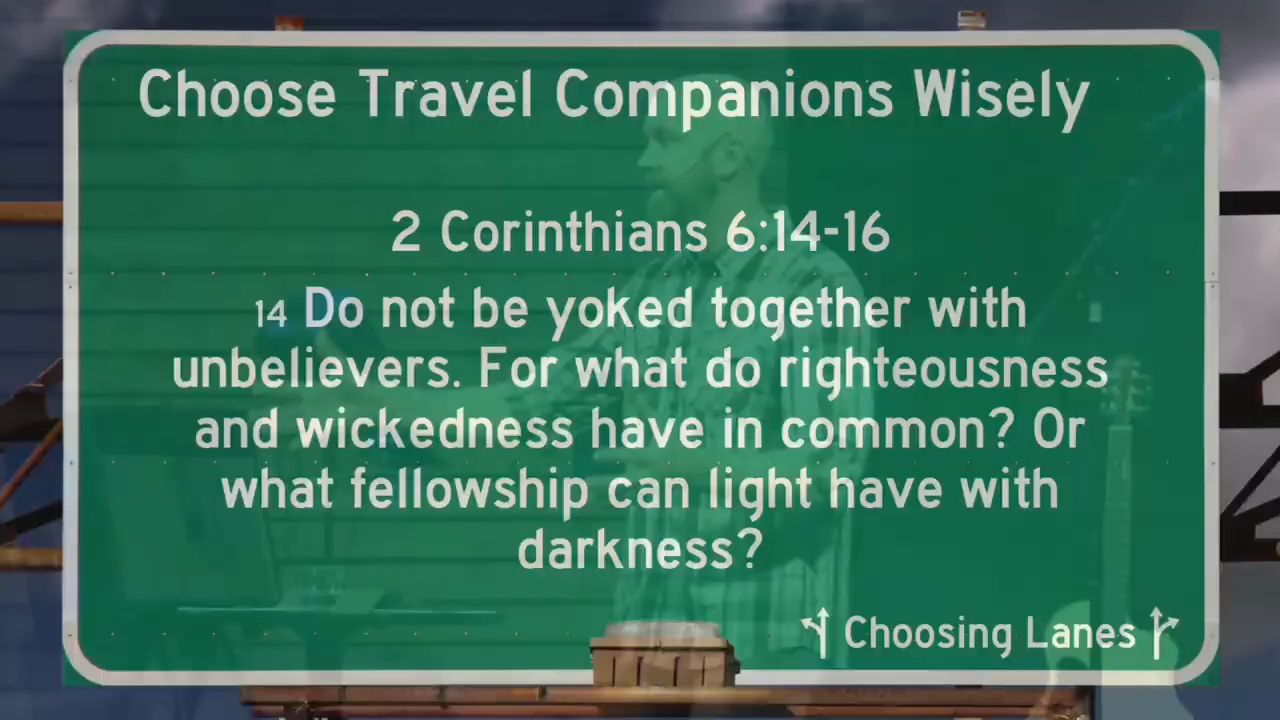 Choose Travel Companions Wisely
2 Corinthians 6:14-16
14 Do not be yoked together with
unbelievers. For what do righteousness
and wickedness have in common? Or
what fellowship can light have with
darkness?
Choosing Lanes